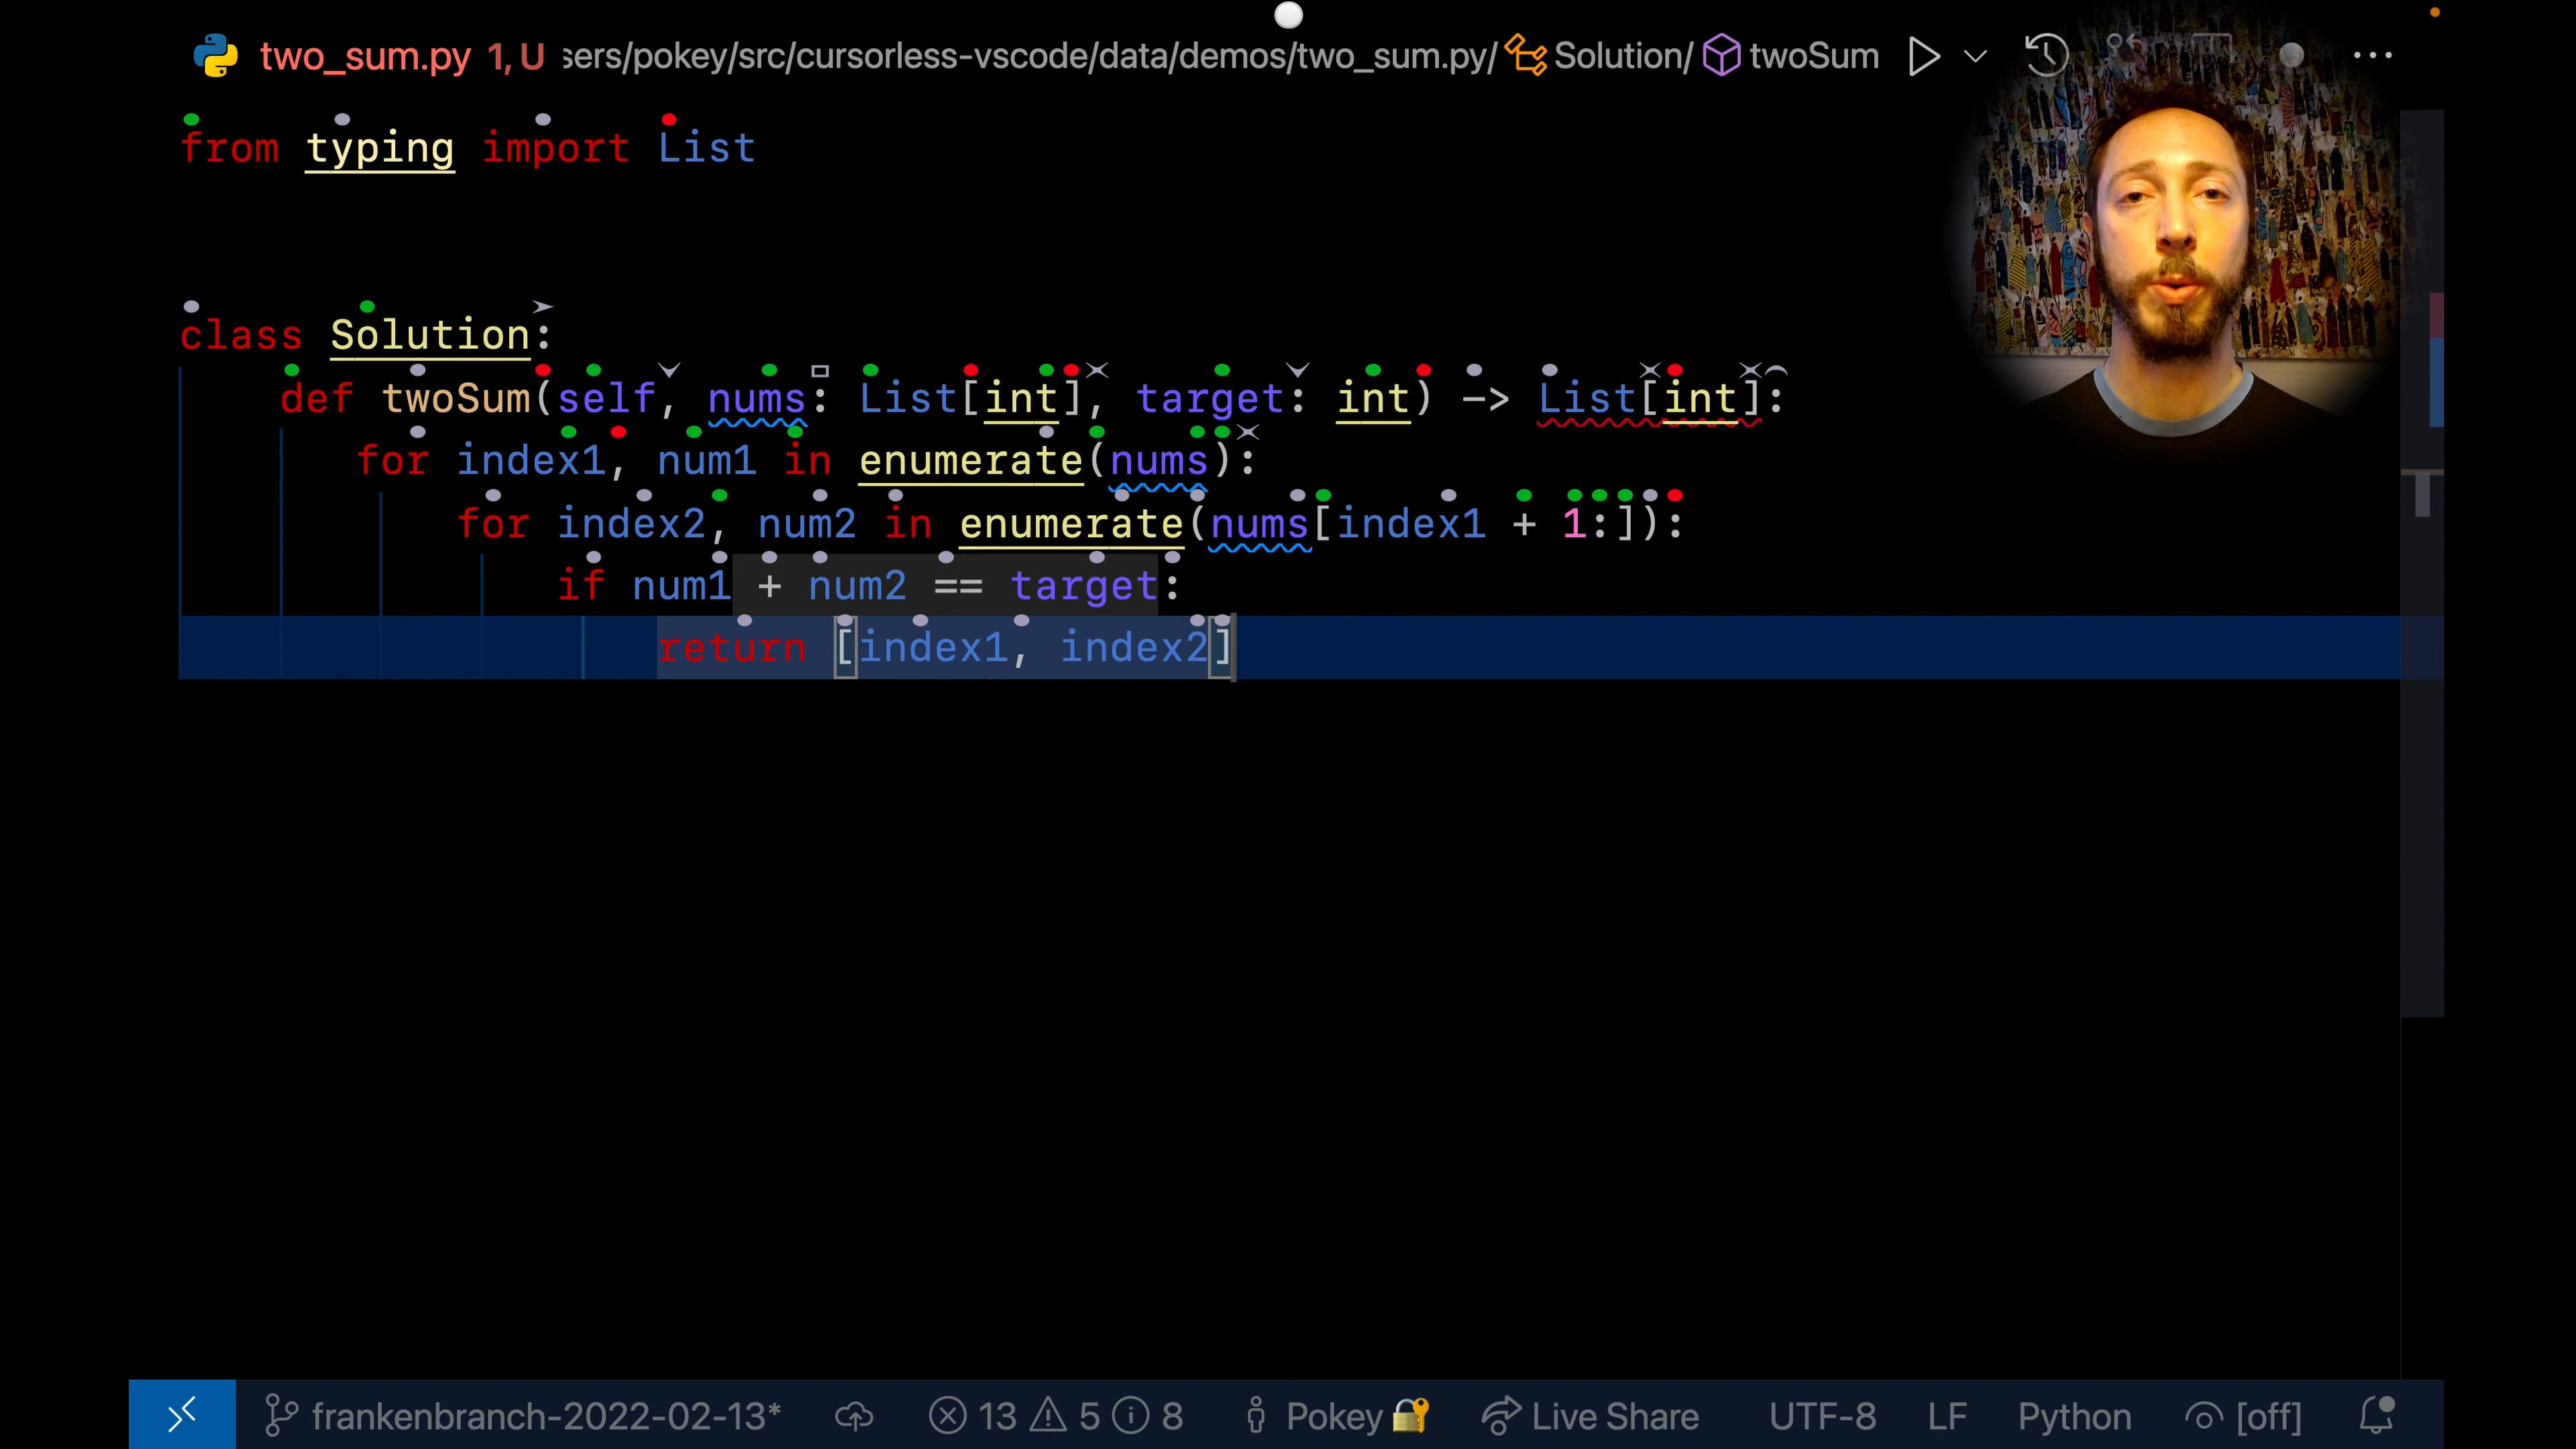 two_sum.py 1, U sers/pokey/src/cursorless-vscode/data/demos/two_sum.py/ Solution/ twoSum
from typing import List
class Solution:
def twoSum(self, nums: List[int], target: int) -> List[int]:
for index1, num1 in enumerate(nums):
for index2, num2 in enumerate(nums[index1 + 1:]):
if num1 + num2 == target:
return [index1, index2]
frankenbranch-2022-02-13* 13 5 8 Pokey Live Share UTF-8 LF Python [off]